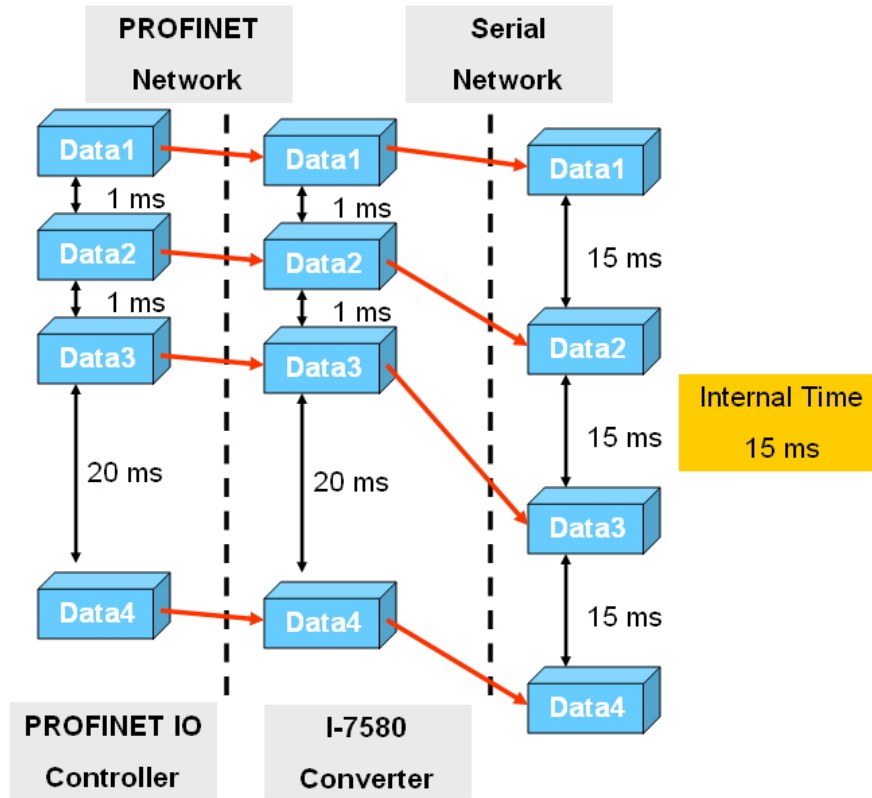 PROFINET
Network
Serial
Network
Data1
Data1
Data1
1 ms
1 ms
Data2
Data2
15 ms
1 ms
1 ms
Data3
Data3
Data2
Internal Time
15 ms
15 ms
20 ms
20 ms
Data3
Data4
Data4
15 ms
Data4
PROFINET IO
Controller
I-7580
Converter